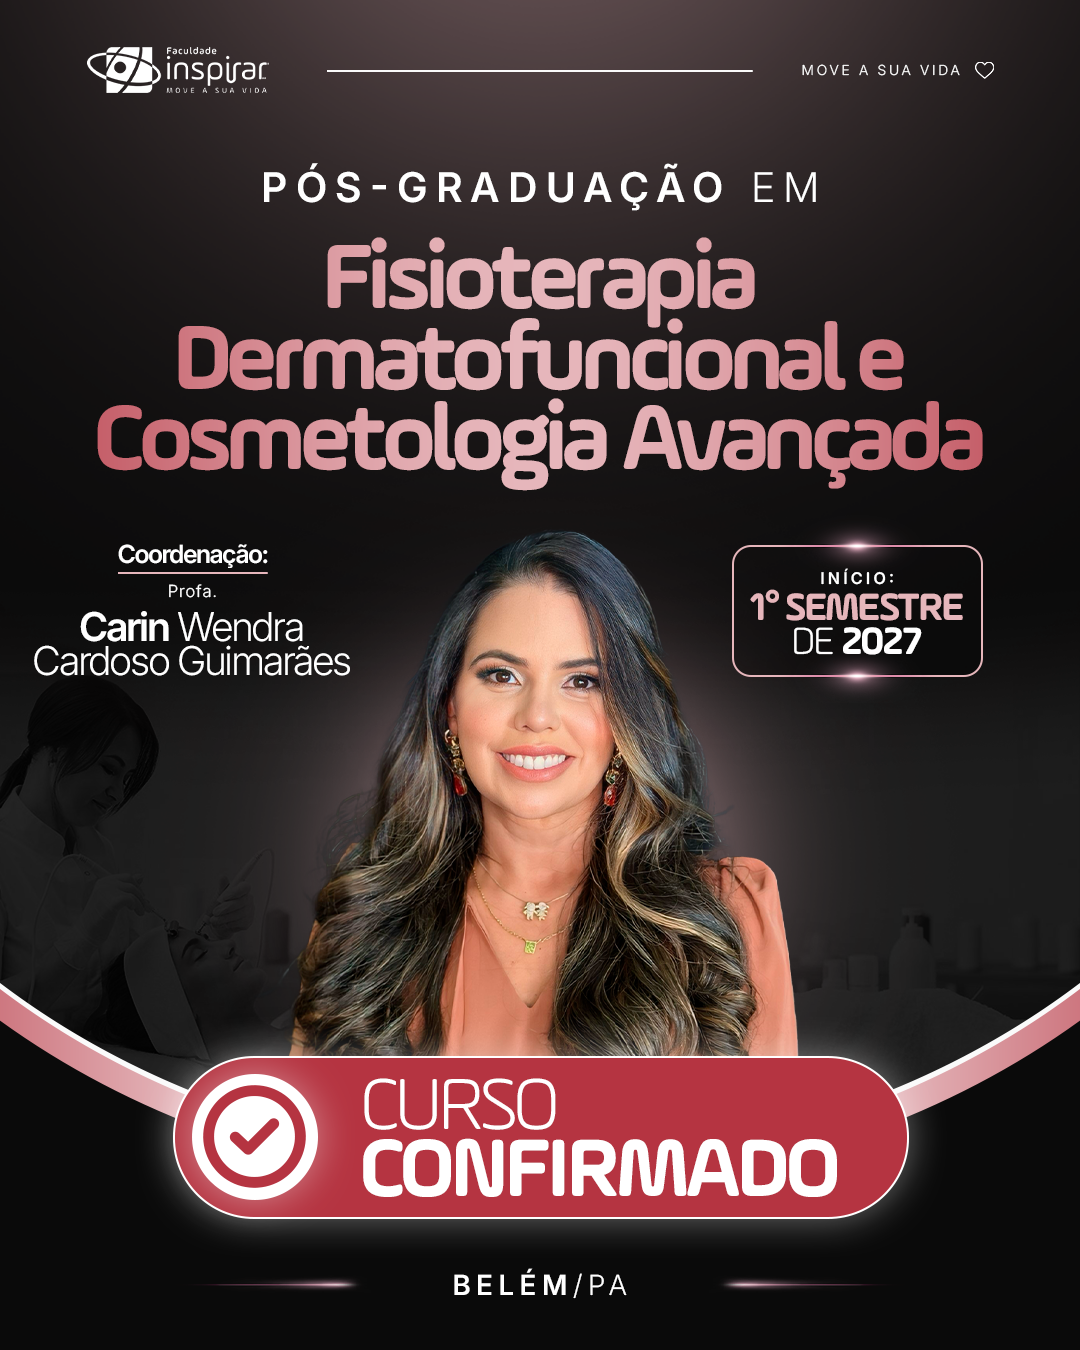 Faculdade
inspirar
MOVE A SUA VIDA
MOVE A SUA VIDA
PÓS-GRADUAÇÃO EM
Fisioterapia
Dermatofuncional e
Cosmetologia Avançada
Coordenação:
Profa.
Carin Wendra
Cardoso Guimarães
INÍCIO:
1º SEMESTRE
DE 2027
CURSO
CONFIRMADO
BELÉM/PA